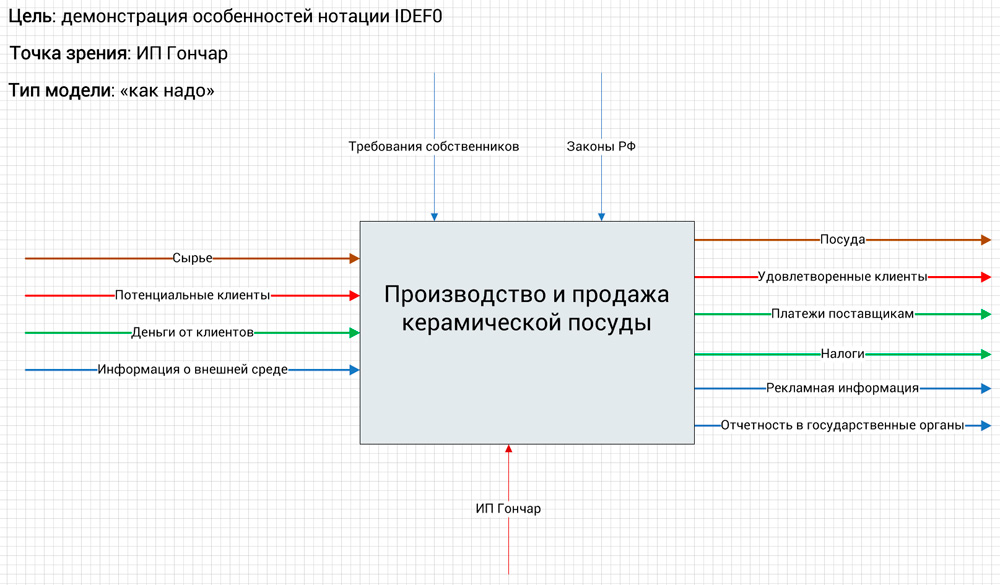 Цель: демонстрация особенностей нотации IDEF0
Точка зрения: ИП Гончар
Тип модели: «как надо»
Требования собственников
Законы РФ
Сырье
Потенциальные клиенты
Деньги от клиентов
Информация о внешней среде
Производство и продажа
керамической посуды
Посуда
Удовлетворенные клиенты
Платежи поставщикам
Налоги
Рекламная информация
Отчетность в государственные органы
ИП Гончар